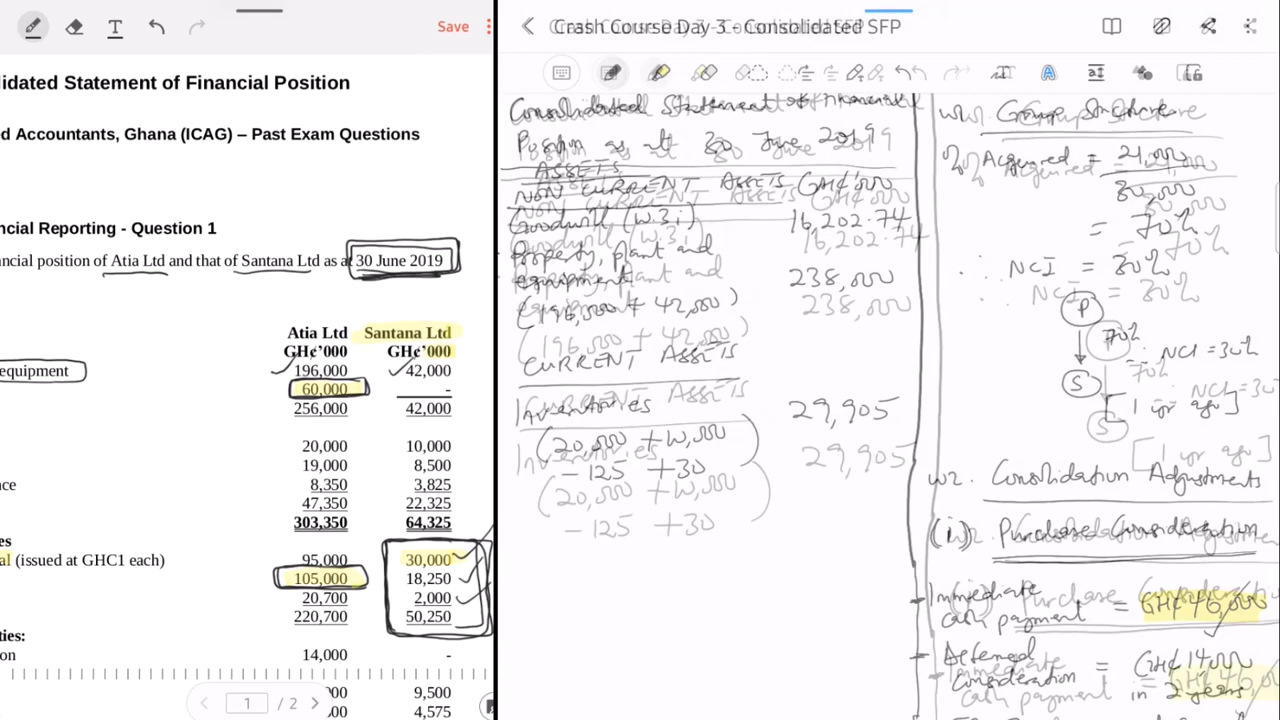 Save
lidated Statement of Financial Position
ed Accountants, Ghana (ICAG) – Past Exam Questions
ncial Reporting - Question 1
ancial position of Atia Ltd and that of Santana Ltd as at 30 June 2019
Atia Ltd Santana Ltd
GH¢'000 GH¢'000
equipment 196,000 42,000
60,000 -
256,000 42,000
20,000 10,000
19,000 8,500
ce 8,350 3,825
47,350 22,325
303,350 64,325
es
al (issued at GHC1 each) 95,000 30,000
105,000 18,250
20,700 2,000
220,700 50,250
ties:
on 14,000 -
1 / 2
000 9,500
,000 4,575
Crash Course Day 3 - Consolidated SFP
Consolidated Statement of Financial
Position as at 30 June 2019
ASSETS
NON CURRENT ASSETS GH¢'000
Goodwill (w.3i) 16,202.74
Property, plant and
equipment 238,000
(196,000 + 42,000)
CURRENT ASSETS
Inventories 29,905
(20,000 + 10,000
- 125 + 30
w1. Group Structure
% Acquired = 21,000
30,000
= 70%
∴ NCI = 30%
P
70%
NCI = 30%
S
[1 yr ago]
w2. Consolidation Adjustments
(i) Purchase Consideration
- Immediate
cash payment = GH¢46,000
- Deferred
Consideration = GH¢14,000
in 2 years